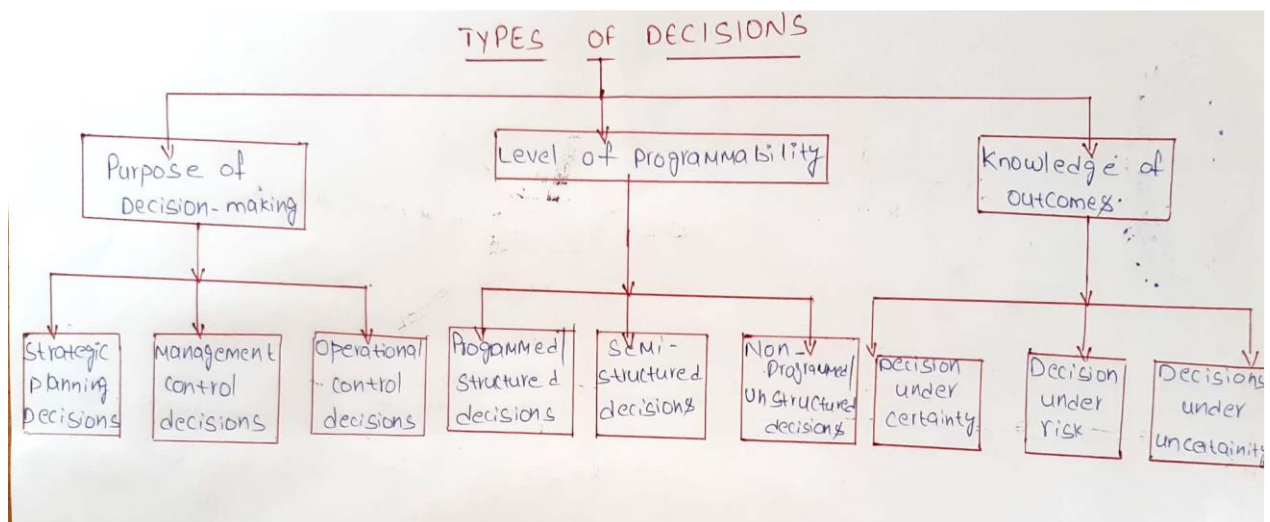 TYPES OF DECISIONS
Purpose of
Decision-making
Level of programmability
Knowledge of
outcomes.
Strategic
planning
Decisions
Management
control
decisions
Operational
control
decisions
Progammed/
structured
decisions
Semi-
structured
decisions
Non-
Programmed/
Unstructured
decisions
Decision
under
certainty
Decision
under
risk
Decisions
under
uncertainity